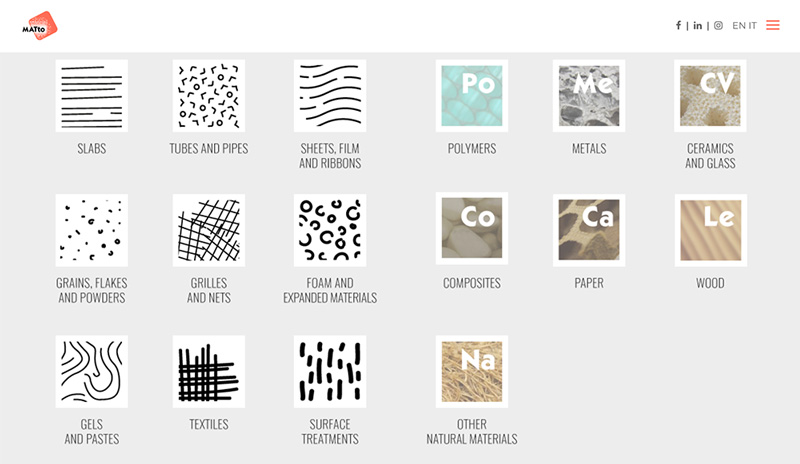 MATto
f | in | EN IT
SLABS
TUBES AND PIPES
SHEETS, FILM
AND RIBBONS
Po
POLYMERS
Me
METALS
CV
CERAMICS
AND GLASS
GRAINS, FLAKES
AND POWDERS
GRILLES
AND NETS
FOAM AND
EXPANDED MATERIALS
Co
COMPOSITES
Ca
PAPER
Le
WOOD
GELS
AND PASTES
TEXTILES
SURFACE
TREATMENTS
Na
OTHER
NATURAL MATERIALS